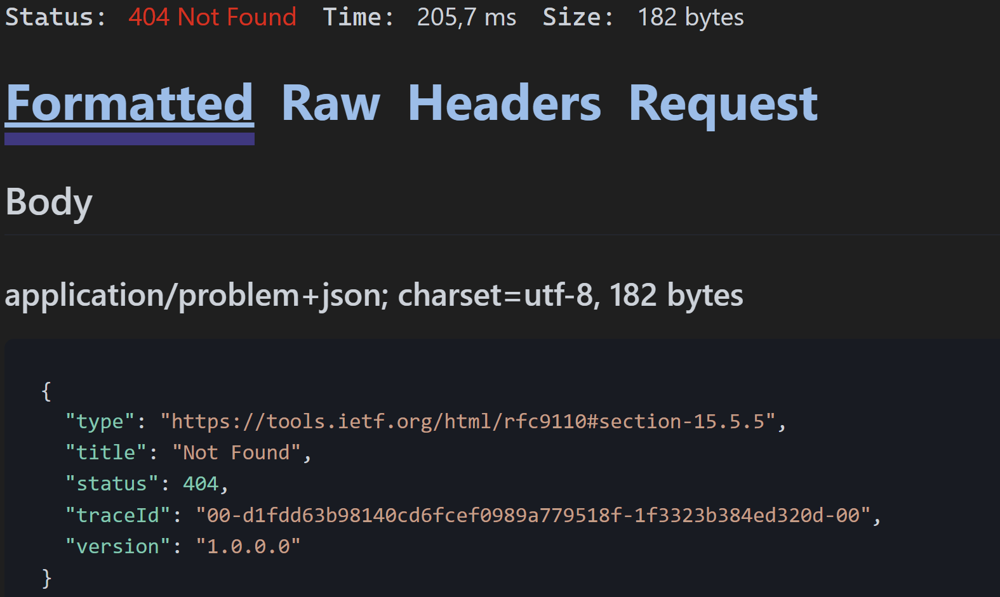 Status: 404 Not Found Time: 205,7 ms Size: 182 bytes
Formatted Raw Headers Request
Body
application/problem+json; charset=utf-8, 182 bytes
{
  "type": "https://tools.ietf.org/html/rfc9110#section-15.5.5",
  "title": "Not Found",
  "status": 404,
  "traceId": "00-d1fdd63b98140cd6fcef0989a779518f-1f3323b384ed320d-00",
  "version": "1.0.0.0"
}